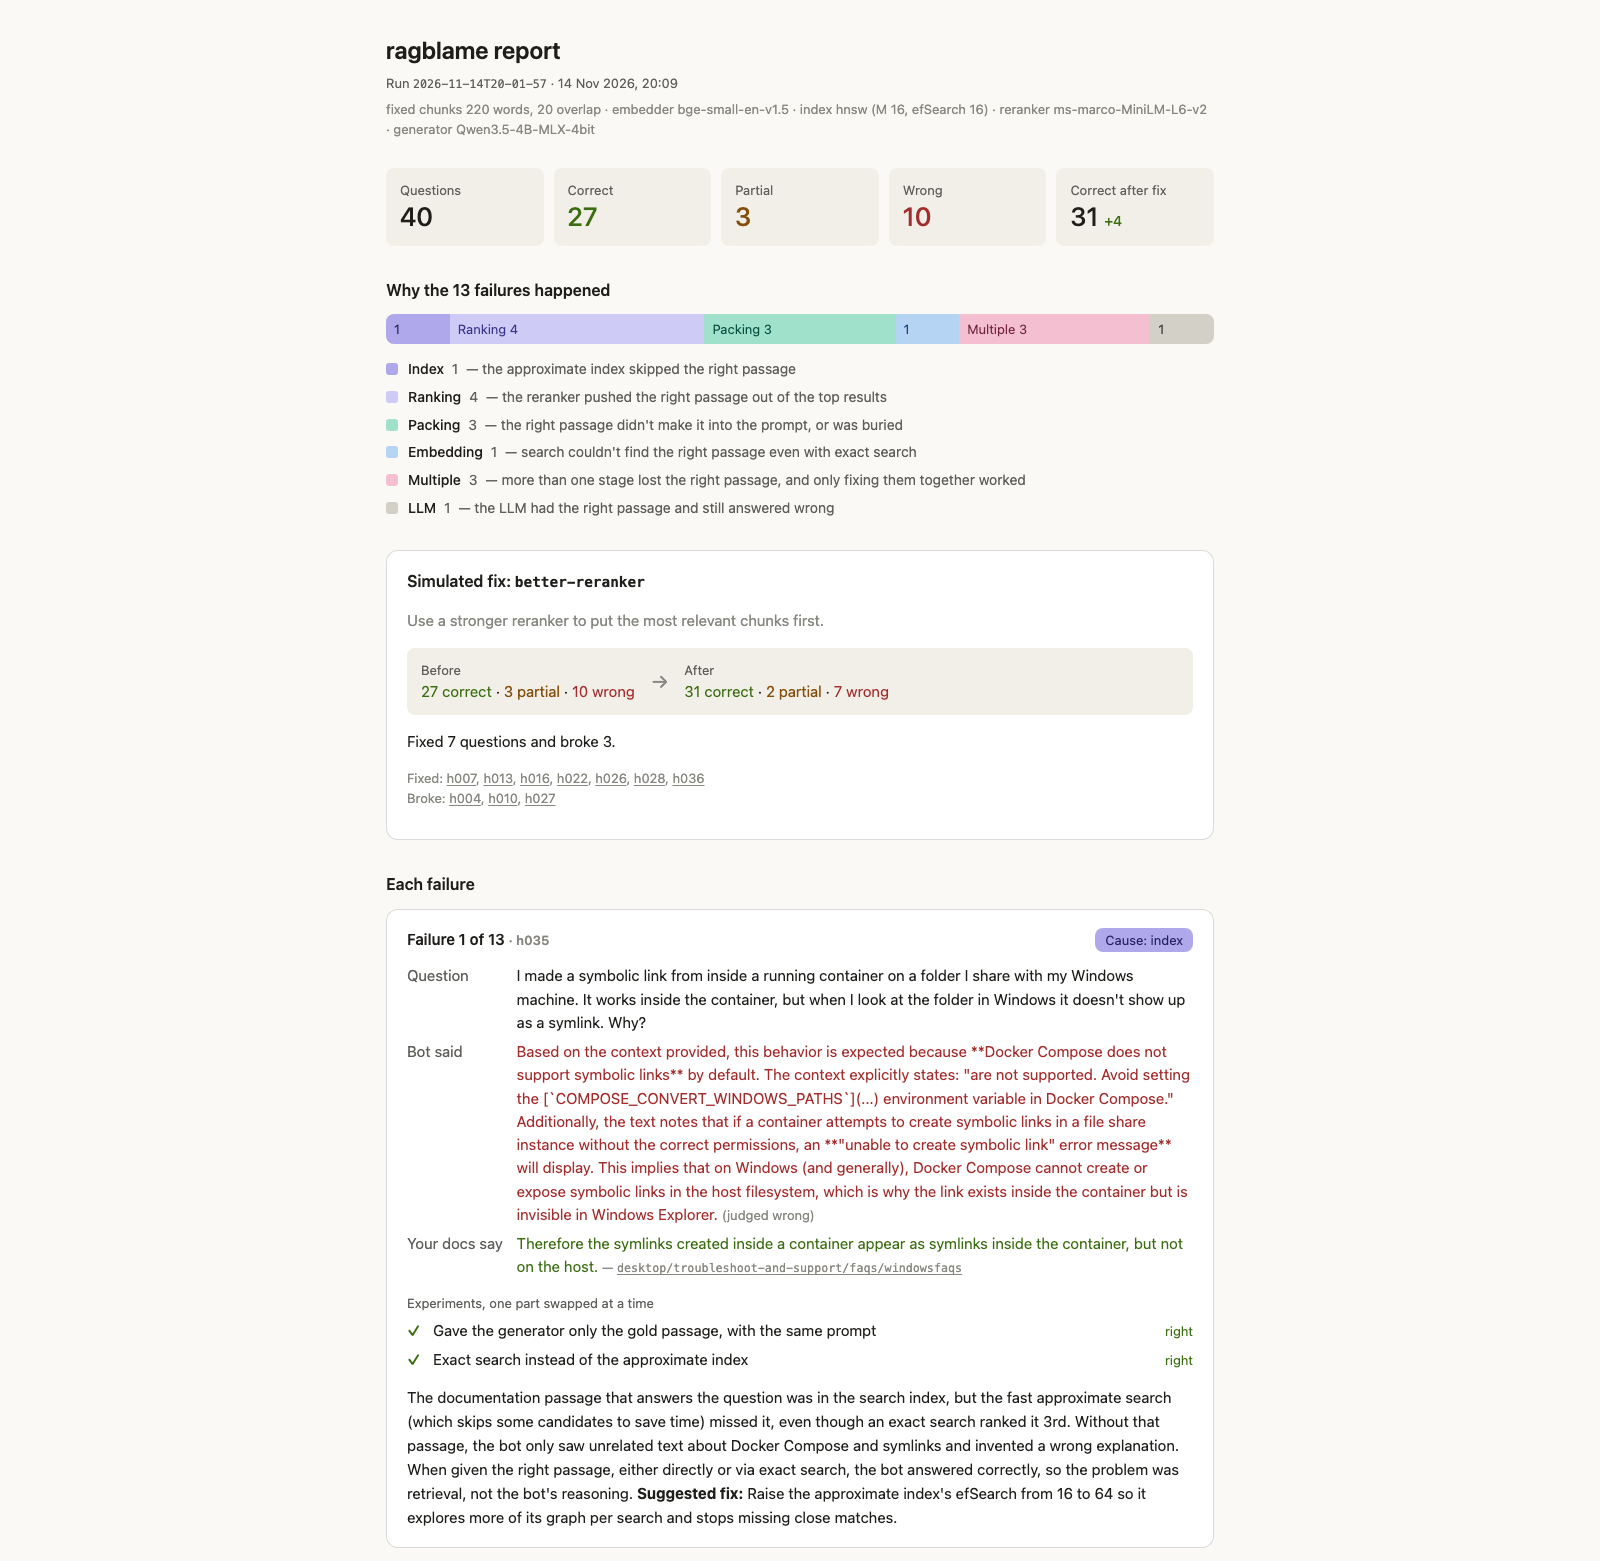 ragblame report
Run 2026-11-14T20-01-57 · 14 Nov 2026, 20:09
fixed chunks 220 words, 20 overlap · embedder bge-small-en-v1.5 · index hnsw (M 16, efSearch 16) · reranker ms-marco-MiniLM-L6-v2
· generator Qwen3.5-4B-MLX-4bit
Questions
40
Correct
27
Partial
3
Wrong
10
Correct after fix
31 +4
Why the 13 failures happened
1 Ranking 4 Packing 3 1 Multiple 3 1
Index 1 — the approximate index skipped the right passage
Ranking 4 — the reranker pushed the right passage out of the top results
Packing 3 — the right passage didn't make it into the prompt, or was buried
Embedding 1 — search couldn't find the right passage even with exact search
Multiple 3 — more than one stage lost the right passage, and only fixing them together worked
LLM 1 — the LLM had the right passage and still answered wrong
Simulated fix: better-reranker
Use a stronger reranker to put the most relevant chunks first.
Before
27 correct · 3 partial · 10 wrong
→
After
31 correct · 2 partial · 7 wrong
Fixed 7 questions and broke 3.
Fixed: h007, h013, h016, h022, h026, h028, h036
Broke: h004, h010, h027
Each failure
Failure 1 of 13 · h035
Cause: index
Question
I made a symbolic link from inside a running container on a folder I share with my Windows
machine. It works inside the container, but when I look at the folder in Windows it doesn't show up
as a symlink. Why?
Bot said
Based on the context provided, this behavior is expected because **Docker Compose does not
support symbolic links** by default. The context explicitly states: "are not supported. Avoid setting
the [`COMPOSE_CONVERT_WINDOWS_PATHS`](...) environment variable in Docker Compose."
Additionally, the text notes that if a container attempts to create symbolic links in a file share
instance without the correct permissions, an **"unable to create symbolic link" error message**
will display. This implies that on Windows (and generally), Docker Compose cannot create or
expose symbolic links in the host filesystem, which is why the link exists inside the container but is
invisible in Windows Explorer. (judged wrong)
Your docs say
Therefore the symlinks created inside a container appear as symlinks inside the container, but not
on the host. — desktop/troubleshoot-and-support/faqs/windowsfaqs
Experiments, one part swapped at a time
✓ Gave the generator only the gold passage, with the same prompt right
✓ Exact search instead of the approximate index right
The documentation passage that answers the question was in the search index, but the fast approximate search
(which skips some candidates to save time) missed it, even though an exact search ranked it 3rd. Without that
passage, the bot only saw unrelated text about Docker Compose and symlinks and invented a wrong explanation.
When given the right passage, either directly or via exact search, the bot answered correctly, so the problem was
retrieval, not the bot's reasoning. Suggested fix: Raise the approximate index's efSearch from 16 to 64 so it
explores more of its graph per search and stops missing close matches.